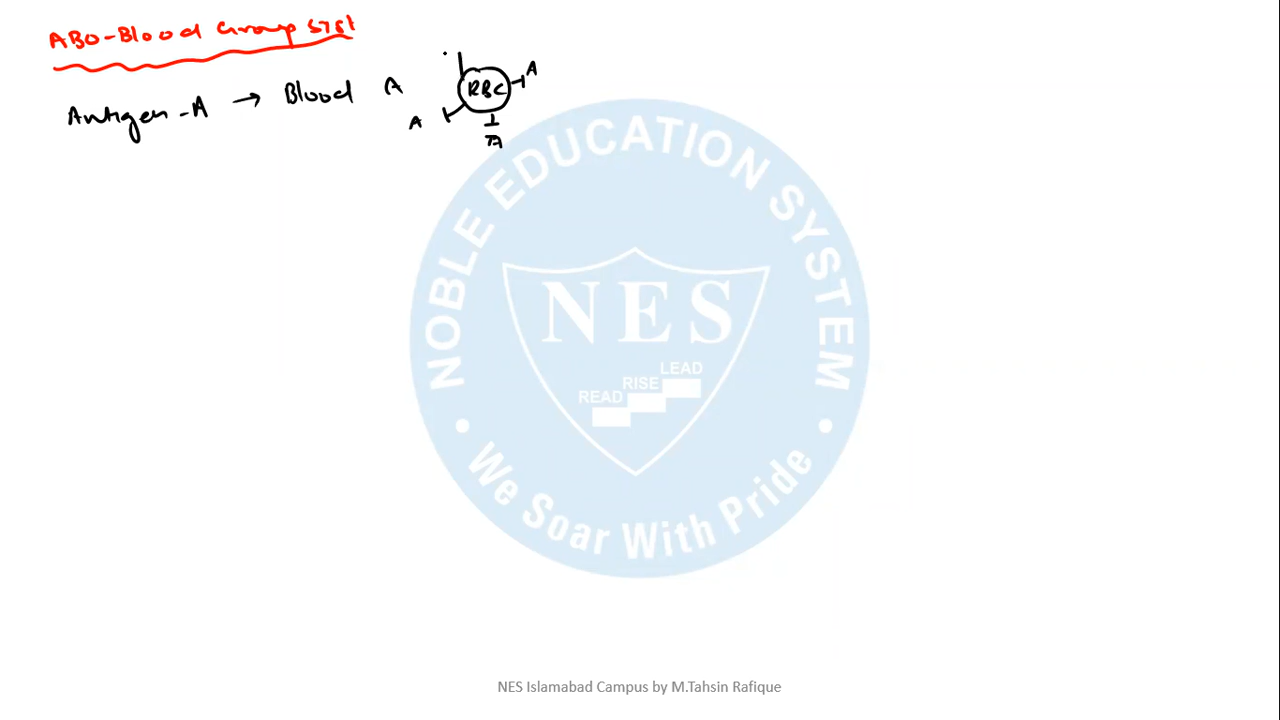 ABO-Blood Group Syst
Antigen-A → Blood A
RBC
A
A
A
NOBLE EDUCATION SYSTEM
NES
LEAD
RISE
READ
• We Soar With Pride •
NES Islamabad Campus by M.Tahsin Rafique